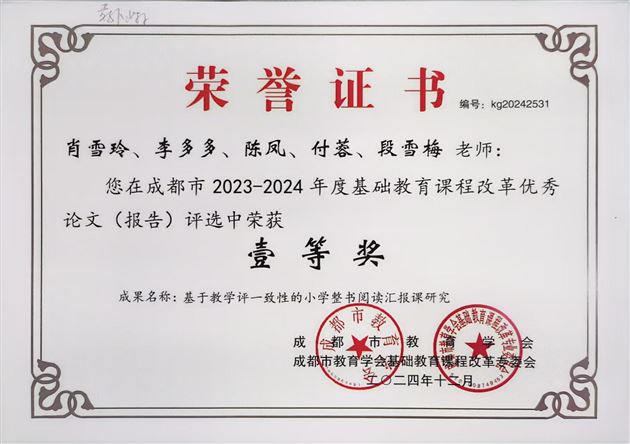 荣誉证书
编号：kg20242531
肖雪玲、李多多、陈凤、付蓉、段雪梅 老师：
您在成都市 2023-2024 年度基础教育课程改革优秀
论文（报告）评选中荣获
壹等奖
成果名称：基于教学评一致性的小学整书阅读汇报课研究
成都市教育学会
成都市教育学会基础教育课程改革专委会
二〇二四年十二月